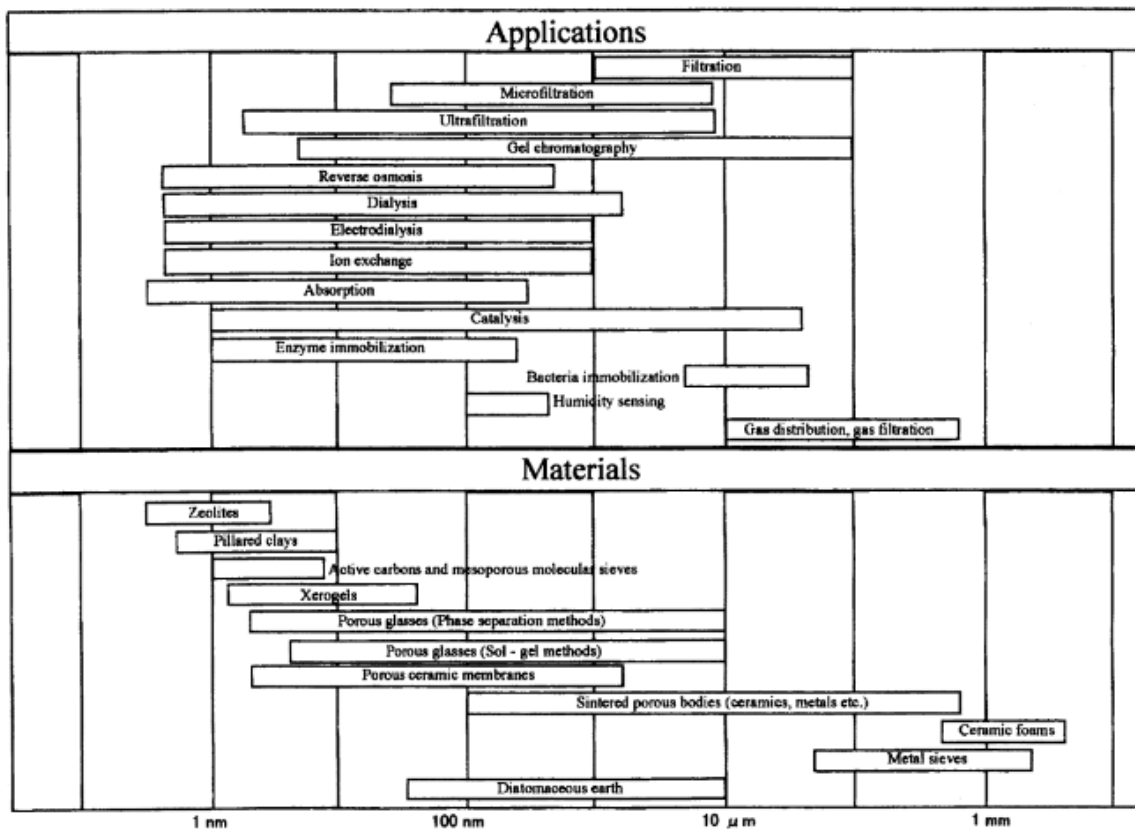 Applications
Filtration
Microfiltration
Ultrafiltration
Gel chromatography
Reverse osmosis
Dialysis
Electrodialysis
Ion exchange
Absorption
Catalysis
Enzyme immobilization
Bacteria immobilization
Humidity sensing
Gas distribution, gas filtration
Materials
Zeolites
Pillared clays
Active carbons and mesoporous molecular sieves
Xerogels
Porous glasses (Phase separation methods)
Porous glasses (Sol - gel methods)
Porous ceramic membranes
Sintered porous bodies (ceramics, metals etc.)
Ceramic foams
Metal sieves
Diatomaceous earth
1 nm 100 nm 10 μm 1 mm